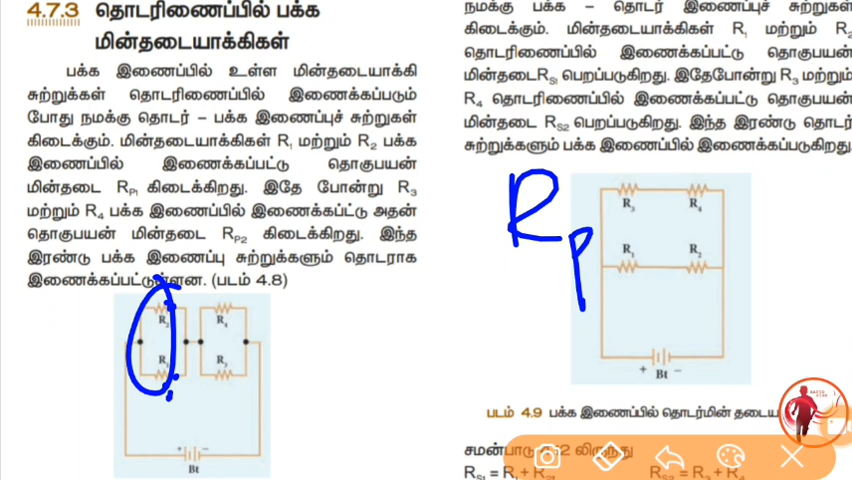 4.7.3 தொடரிணைப்பில் பக்க
மின்தடையாக்கிகள்
பக்க இணைப்பில் உள்ள மின்தடையாக்கி
சுற்றுக்கள் தொடரிணைப்பில் இணைக்கப்படும்
போது நமக்கு தொடர் – பக்க இணைப்புச் சுற்றுகள்
கிடைக்கும். மின்தடையாக்கிகள் R₁ மற்றும் R₂ பக்க
இணைப்பில் இணைக்கப்பட்டு தொகுபயன்
மின்தடை Rₚ₁ கிடைக்கிறது. இதே போன்று R₃
மற்றும் R₄ பக்க இணைப்பில் இணைக்கப்பட்டு அதன்
தொகுபயன் மின்தடை Rₚ₂ கிடைக்கிறது. இந்த
இரண்டு பக்க இணைப்பு சுற்றுக்களும் தொடராக
இணைக்கப்பட்டுள்ளன. (படம் 4.8)
R₂ R₄
R₁ R₃
+ –
Bt
நமக்கு பக்க – தொடர் இணைப்புச் சுற்றுகள்
கிடைக்கும். மின்தடையாக்கிகள் R₁ மற்றும் R₂
தொடரிணைப்பில் இணைக்கப்பட்டு தொகுபயன்
மின்தடைRₛ₁ பெறப்படுகிறது. இதேபோன்று R₃ மற்றும்
R₄ தொடரிணைப்பில் இணைக்கப்பட்டு தொகுபயன்
மின்தடை Rₛ₂ பெறப்படுகிறது. இந்த இரண்டு தொடர்
சுற்றுக்களும் பக்க இணைப்பில் இணைக்கப்படுகிறது.
Rₚ
R₃ R₄
R₁ R₂
+ Bt –
படம் 4.9 பக்க இணைப்பில் தொடர்மின் தடைய
சமன்பாடு லிருந்து
Rₛ₁ = R₁ + Rₛ₂ = R₃ + R₄